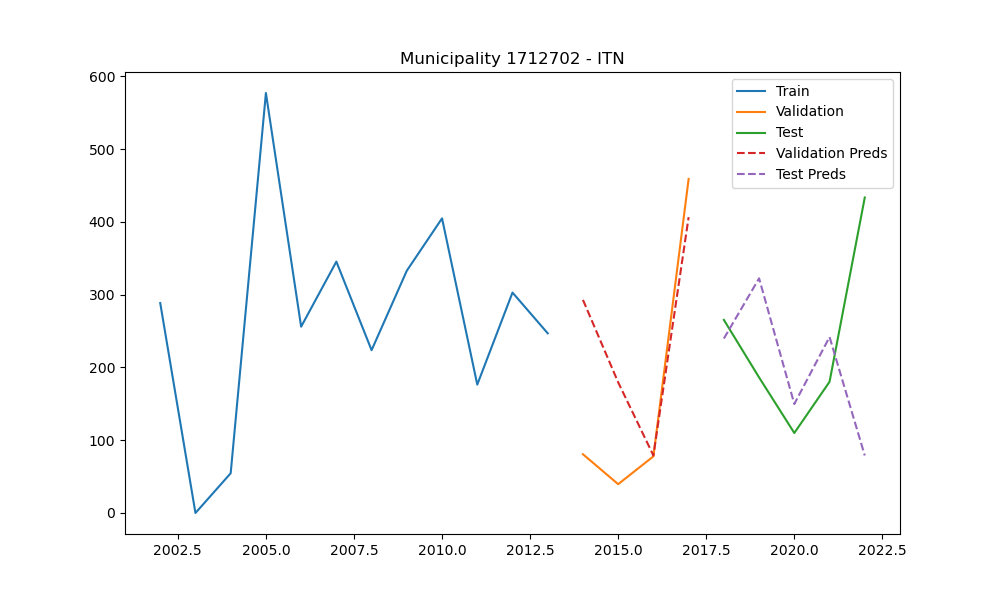 Municipality 1712702 - ITN
600
500
400
300
200
100
0
Train
Validation
Test
Validation Preds
Test Preds
2002.5 2005.0 2007.5 2010.0 2012.5 2015.0 2017.5 2020.0 2022.5